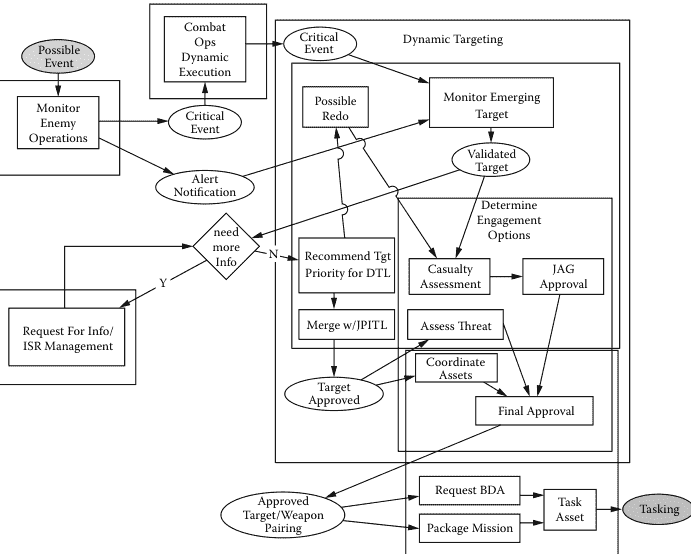 Possible
Event
Combat
Ops
Dynamic
Execution
Critical
Event
Dynamic Targeting
Monitor
Enemy
Operations
Critical
Event
Possible
Redo
Monitor Emerging
Target
Alert
Notification
Validated
Target
need
more
Info
N
Y
Recommend Tgt
Priority for DTL
Determine
Engagement
Options
Casualty
Assessment
JAG
Approval
Request For Info/
ISR Management
Merge w/JPITL
Assess Threat
Target
Approved
Coordinate
Assets
Final Approval
Approved
Target/Weapon
Pairing
Request BDA
Package Mission
Task
Asset
Tasking